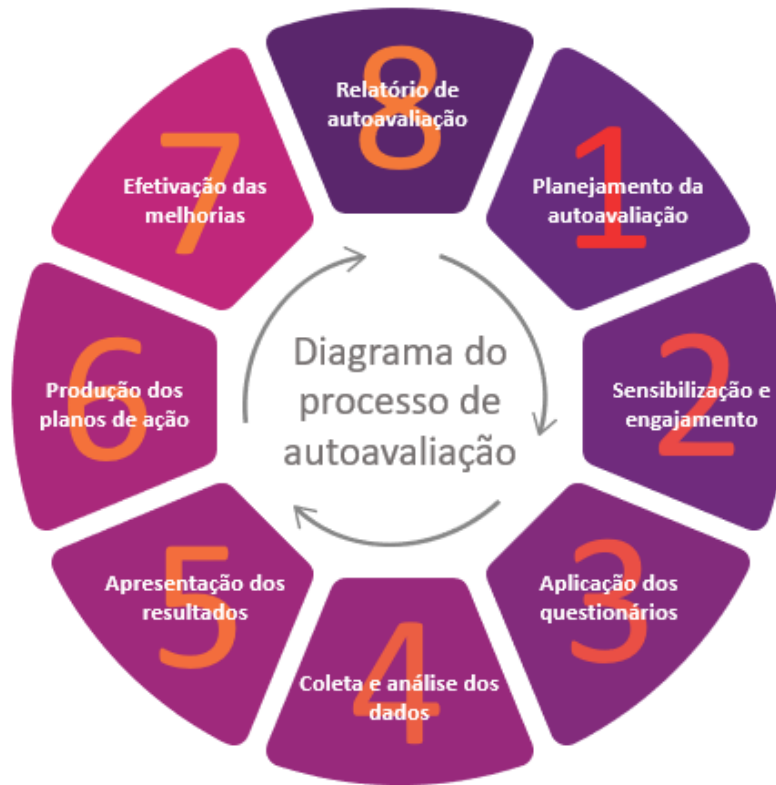 8
Relatório de
autoavaliação
1
Planejamento da
autoavaliação
2
Sensibilização e
engajamento
3
Aplicação dos
questionários
4
Coleta e análise dos
dados
5
Apresentação dos
resultados
6
Produção dos
planos de ação
7
Efetivação das
melhorias
Diagrama do
processo de
autoavaliação